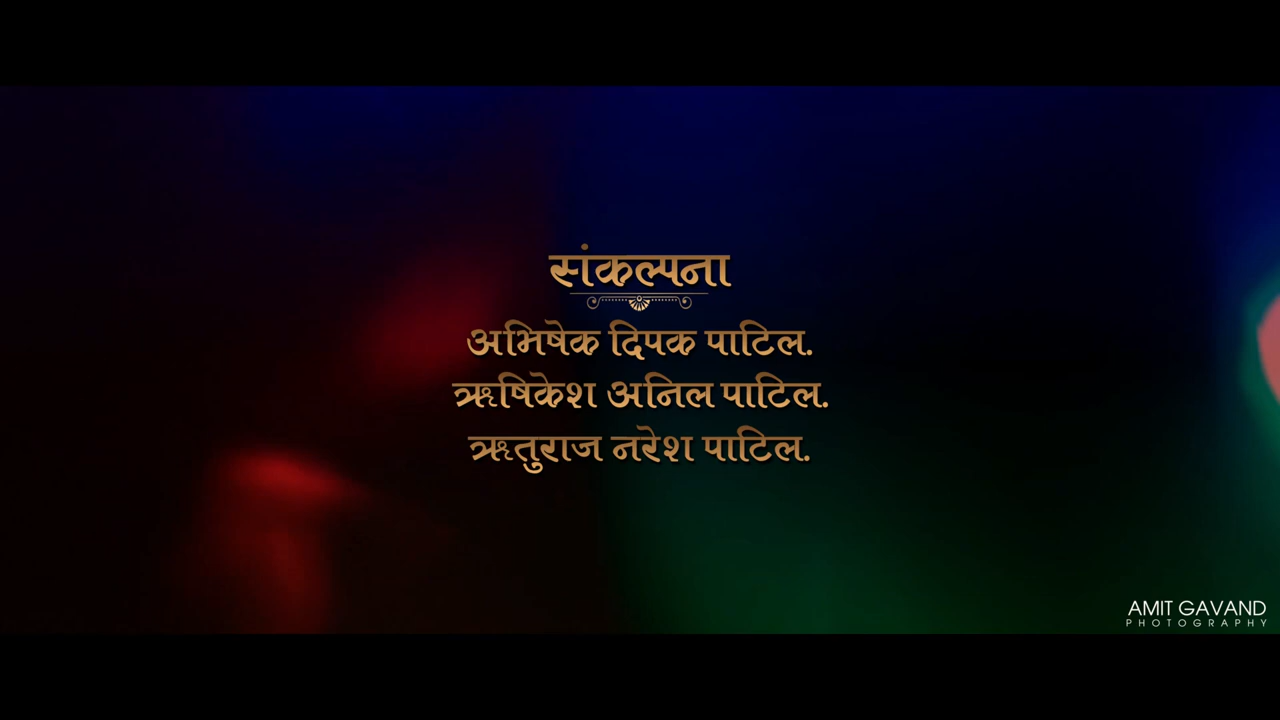 संकल्पना
अभिषेक दिपक पाटिल.
ऋषिकेश अनिल पाटिल.
ऋतुराज नरेश पाटिल.
AMIT GAVAND
PHOTOGRAPHY